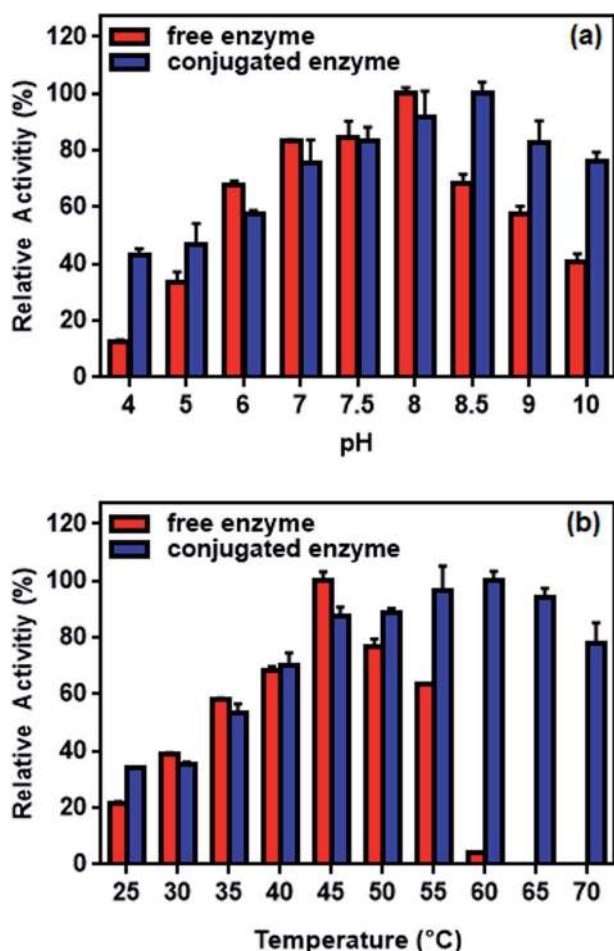 120
100
80
60
40
20
0
Relative Activitiy (%)
free enzyme
conjugated enzyme
(a)
4 5 6 7 7.5 8 8.5 9 10
pH
120
100
80
60
40
20
0
Relative Activitiy (%)
free enzyme
conjugated enzyme
(b)
25 30 35 40 45 50 55 60 65 70
Temperature (°C)